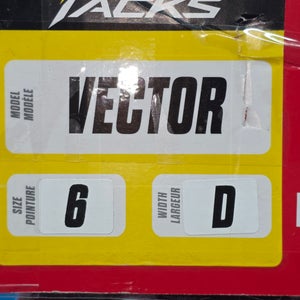 TACKS
MODEL
MODÈLE
VECTOR
SIZE
POINTURE
6
WIDTH
LARGEUR
D